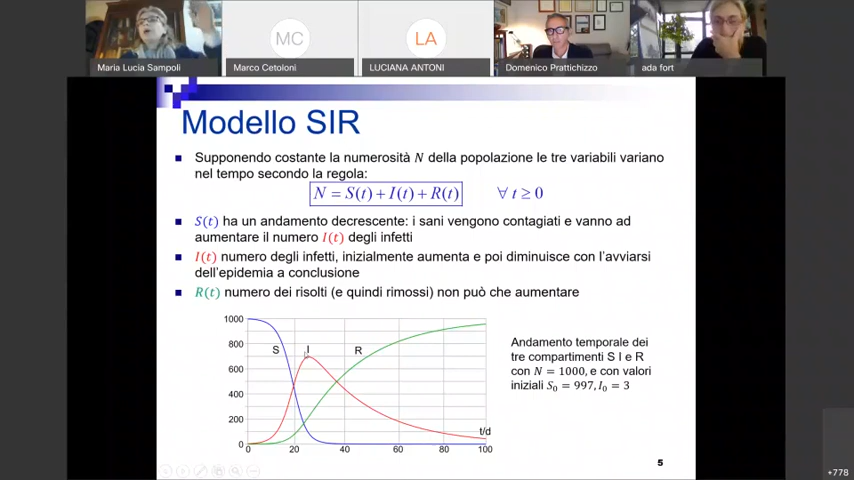 MC
LA
Maria Lucia Sampoli
Marco Cetoloni
LUCIANA ANTONI
Domenico Prattichizzo
ada fort
Modello SIR
Supponendo costante la numerosità N della popolazione le tre variabili variano
nel tempo secondo la regola:
N = S(t) + I(t) + R(t) ∀ t ≥ 0
S(t) ha un andamento decrescente: i sani vengono contagiati e vanno ad
aumentare il numero I(t) degli infetti
I(t) numero degli infetti, inizialmente aumenta e poi diminuisce con l'avviarsi
dell'epidemia a conclusione
R(t) numero dei risolti (e quindi rimossi) non può che aumentare
1000
800
600
400
200
0
S
I
R
t/d
0 20 40 60 80 100
Andamento temporale dei
tre compartimenti S I e R
con N = 1000, e con valori
iniziali S₀ = 997, I₀ = 3
5
+778